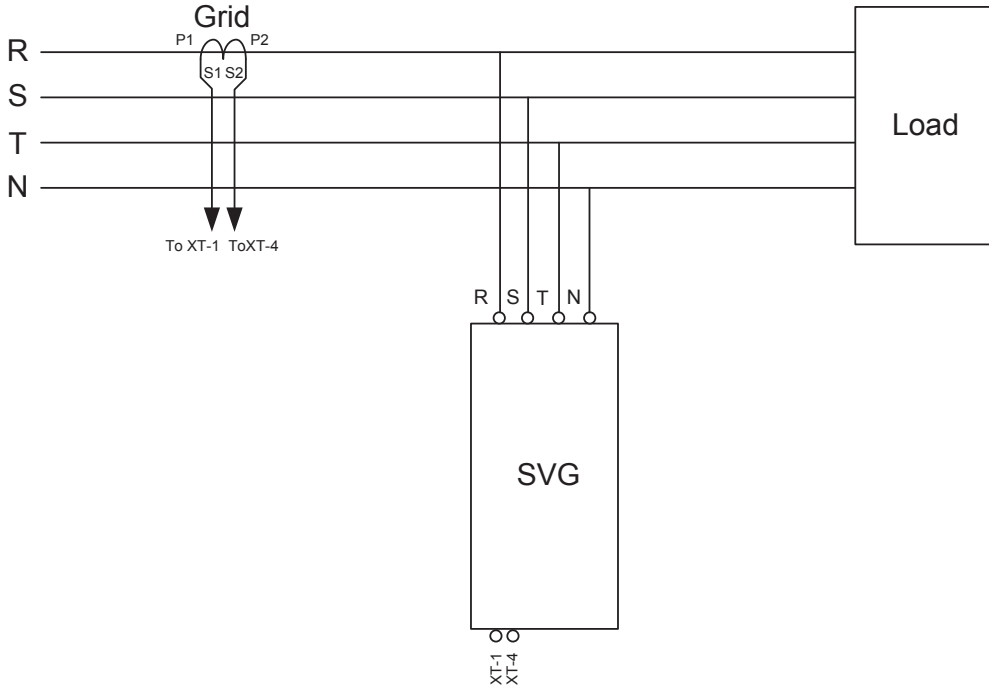 Grid
P1 P2
R
S1 S2
S
Load
T
N
To XT-1 ToXT-4
R S T N
SVG
XT-1
XT-4